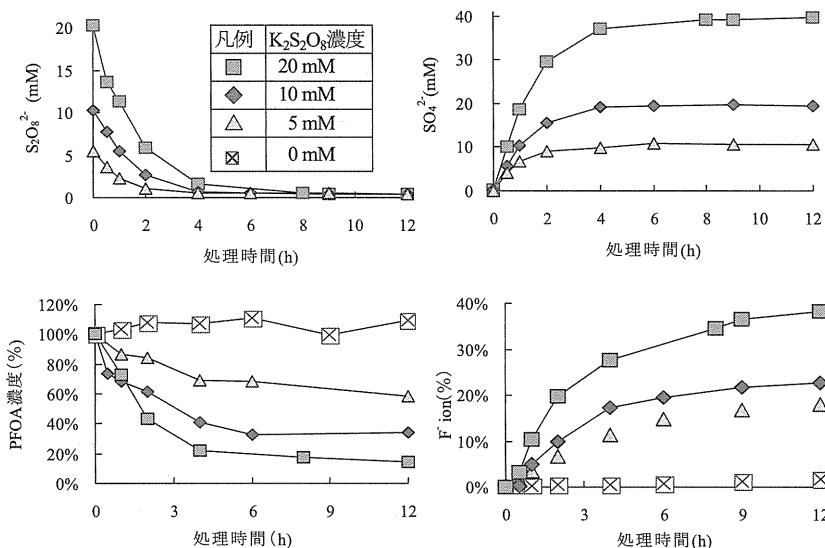 20
15
10
5
0
S₂O₈²⁻ (mM)
0 2 4 6 8 10 12
処理時間(h)
凡例 K₂S₂O₈濃度
20 mM
10 mM
5 mM
0 mM
40
30
20
10
0
SO₄²⁻(mM)
0 2 4 6 8 10 12
処理時間(h)
120%
100%
80%
60%
40%
20%
0%
PFOA濃度(%)
0 3 6 9 12
処理時間(h)
40%
30%
20%
10%
0%
F⁻ion(%)
0 3 6 9 12
処理時間(h)